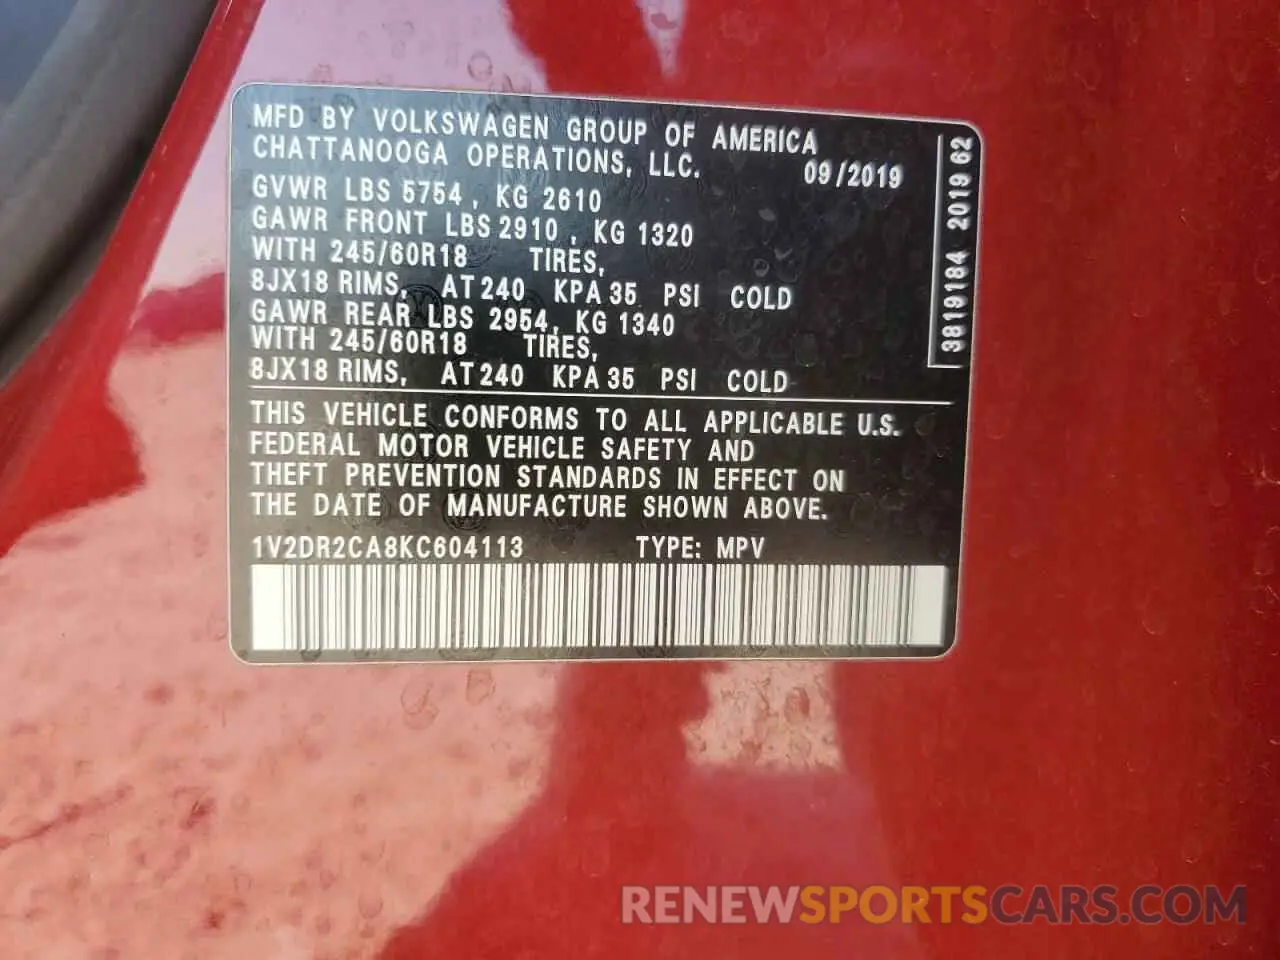 MFD BY VOLKSWAGEN GROUP OF AMERICA
CHATTANOOGA OPERATIONS, LLC. 09/2019
GVWR LBS 5754, KG 2610
GAWR FRONT LBS 2910, KG 1320
WITH 245/60R18 TIRES,
8JX18 RIMS, AT 240 KPA 35 PSI COLD
GAWR REAR LBS 2954, KG 1340
WITH 245/60R18 TIRES,
8JX18 RIMS, AT 240 KPA 35 PSI COLD
THIS VEHICLE CONFORMS TO ALL APPLICABLE U.S.
FEDERAL MOTOR VEHICLE SAFETY AND
THEFT PREVENTION STANDARDS IN EFFECT ON
THE DATE OF MANUFACTURE SHOWN ABOVE.
1V2DR2CA8KC604113 TYPE: MPV
3819184 2019 62
RENEWSPORTSCARS.COM